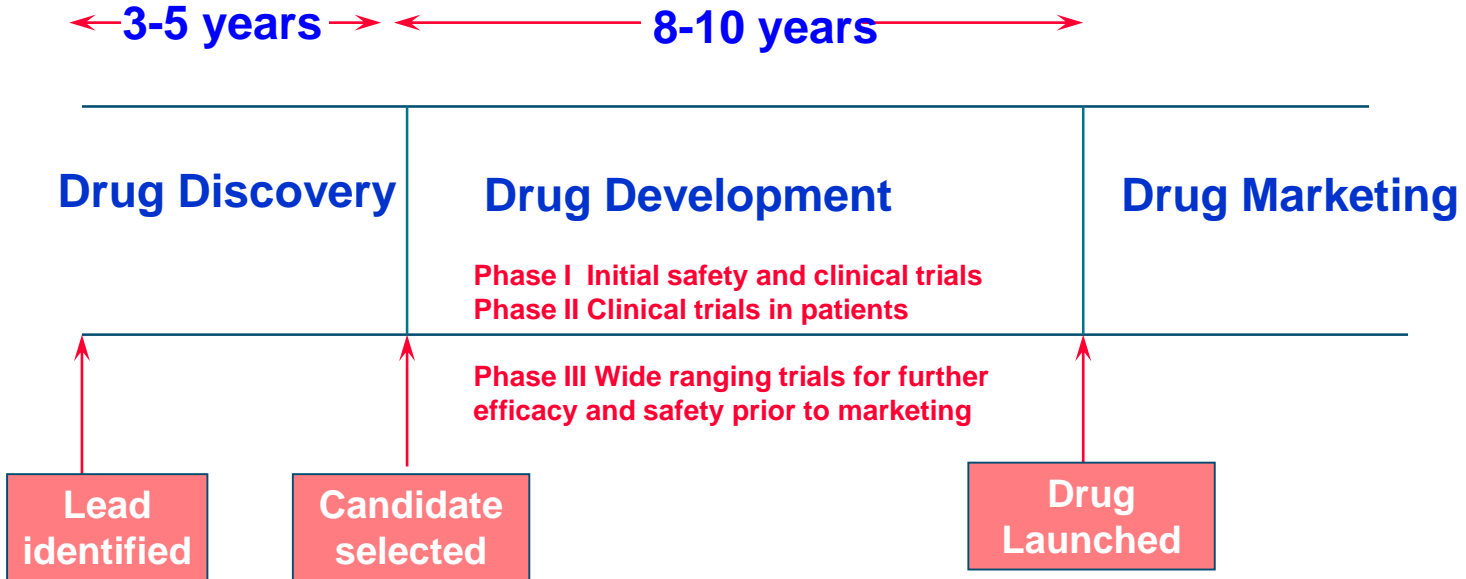 3-5 years
8-10 years
Drug Discovery
Drug Development
Drug Marketing
Phase I Initial safety and clinical trials
Phase II Clinical trials in patients
Phase III Wide ranging trials for further
efficacy and safety prior to marketing
Lead
identified
Candidate
selected
Drug
Launched